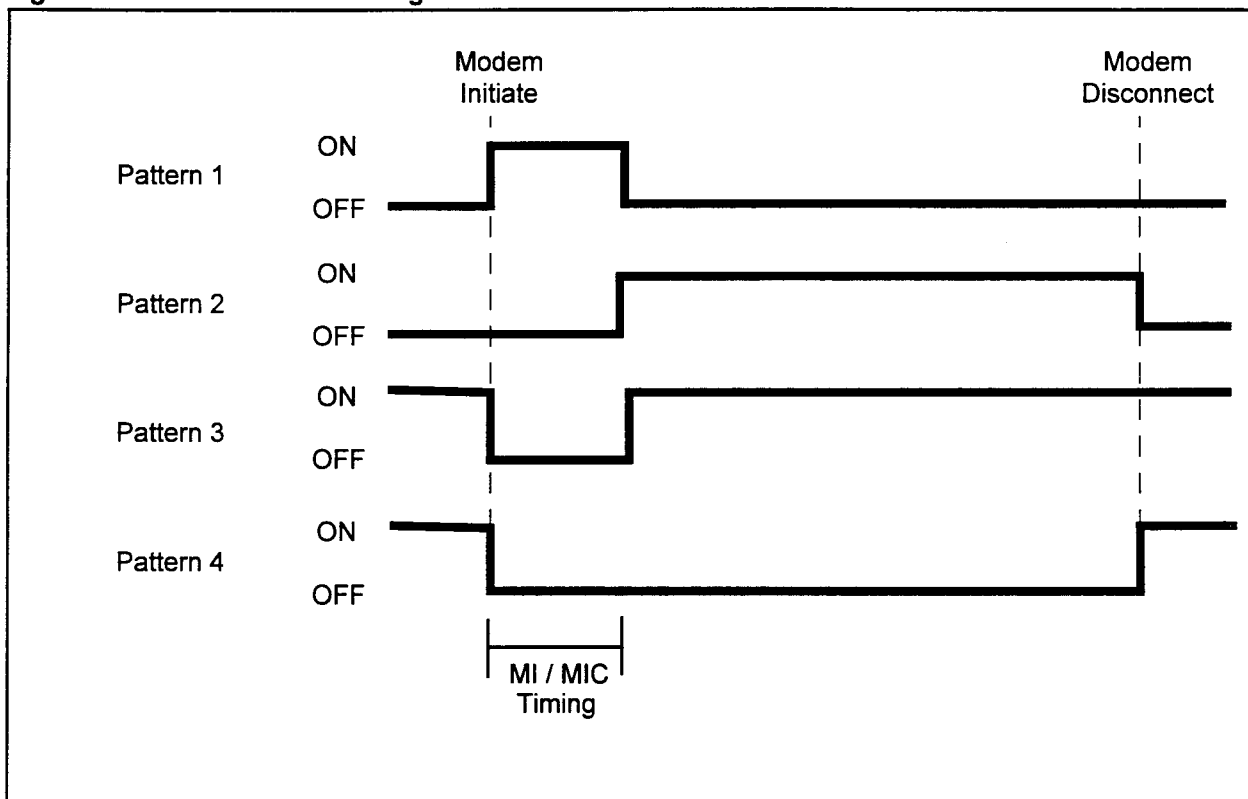 Modem
Initiate
Modem
Disconnect
Pattern 1
ON
OFF
Pattern 2
ON
OFF
Pattern 3
ON
OFF
Pattern 4
ON
OFF
MI / MIC
Timing